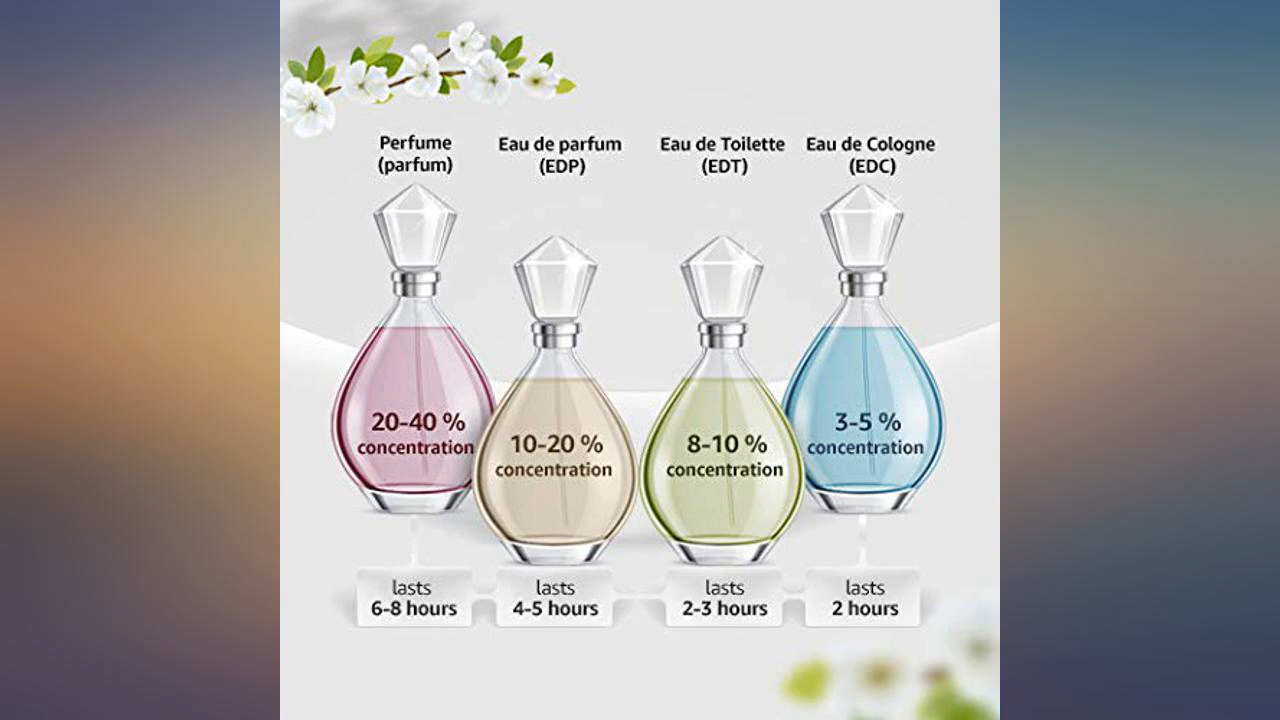 Perfume
(parfum)
Eau de parfum
(EDP)
Eau de Toilette
(EDT)
Eau de Cologne
(EDC)
20-40 %
concentration
10-20 %
concentration
8-10 %
concentration
3-5 %
concentration
lasts
6-8 hours
lasts
4-5 hours
lasts
2-3 hours
lasts
2 hours